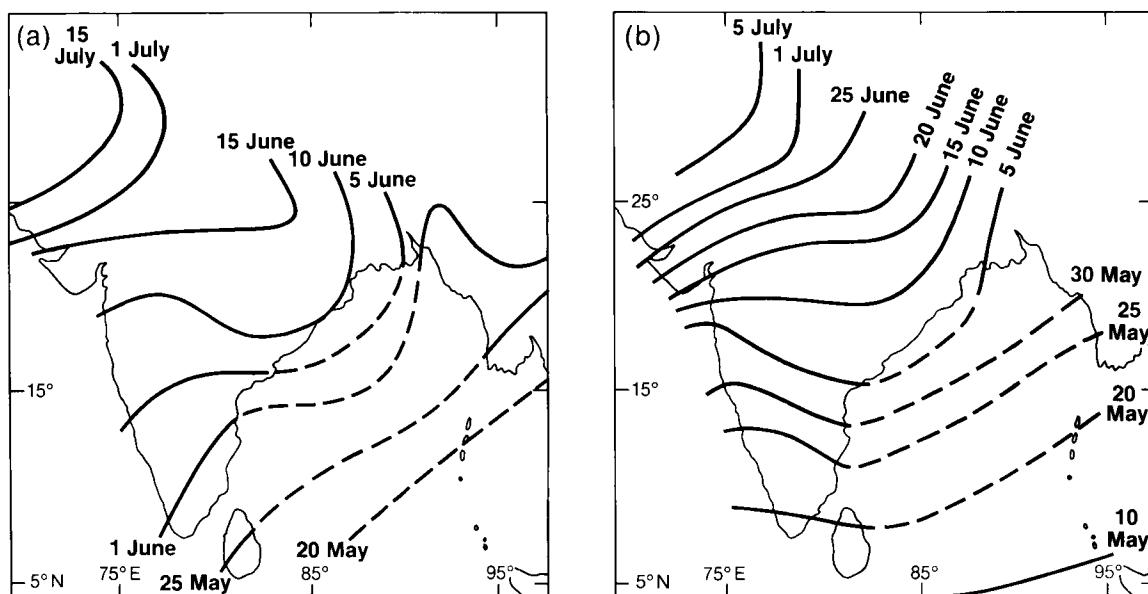 (a)
15
July
1 July
15 June
10 June
5 June
25°
15°
1 June
20 May
25 May
5°N
75°E
85°
95°
(b)
5 July
1 July
25 June
20 June
15 June
10 June
5 June
25°
30 May
25
May
15°
20
May
10
May
5°N
75°E
85°
95°